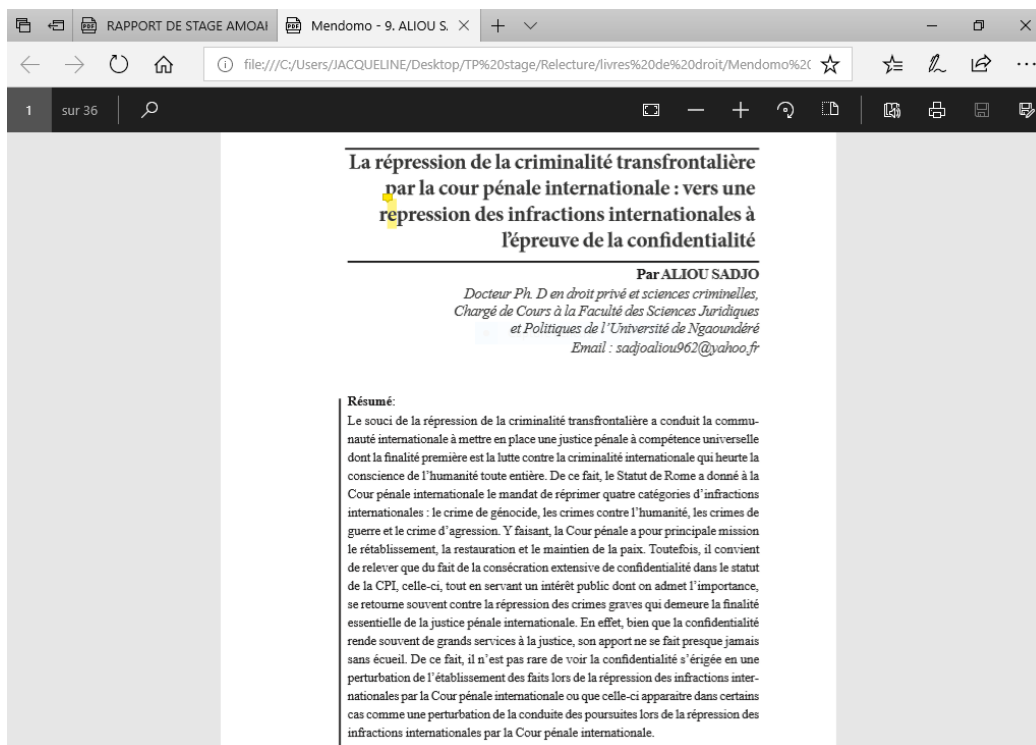 RAPPORT DE STAGE AMOAI
Mendomo - 9. ALIOU S.
file:///C:/Users/JACQUELINE/Desktop/TP%20stage/Relecture/livres%20de%20droit/Mendomo%20(
1 sur 36
La répression de la criminalité transfrontalière
par la cour pénale internationale : vers une
repression des infractions internationales à
l'épreuve de la confidentialité
Par ALIOU SADJO
Docteur Ph. D en droit privé et sciences criminelles,
Chargé de Cours à la Faculté des Sciences Juridiques
et Politiques de l'Université de Ngaoundéré
Email : sadjoaliou962@yahoo.fr
Résumé:
Le souci de la répression de la criminalité transfrontalière a conduit la commu-
nauté internationale à mettre en place une justice pénale à compétence universelle
dont la finalité première est la lutte contre la criminalité internationale qui heurte la
conscience de l'humanité toute entière. De ce fait, le Statut de Rome a donné à la
Cour pénale internationale le mandat de réprimer quatre catégories d'infractions
internationales : le crime de génocide, les crimes contre l'humanité, les crimes de
guerre et le crime d'agression. Y faisant, la Cour pénale a pour principale mission
le rétablissement, la restauration et le maintien de la paix. Toutefois, il convient
de relever que du fait de la consécration extensive de confidentialité dans le statut
de la CPI, celle-ci, tout en servant un intérêt public dont on admet l'importance,
se retourne souvent contre la répression des crimes graves qui demeure la finalité
essentielle de la justice pénale internationale. En effet, bien que la confidentialité
rende souvent de grands services à la justice, son apport ne se fait presque jamais
sans écueil. De ce fait, il n'est pas rare de voir la confidentialité s'érigée en une
perturbation de l'établissement des faits lors de la répression des infractions inter-
nationales par la Cour pénale internationale ou que celle-ci apparaitre dans certains
cas comme une perturbation de la conduite des poursuites lors de la répression des
infractions internationales par la Cour pénale internationale.